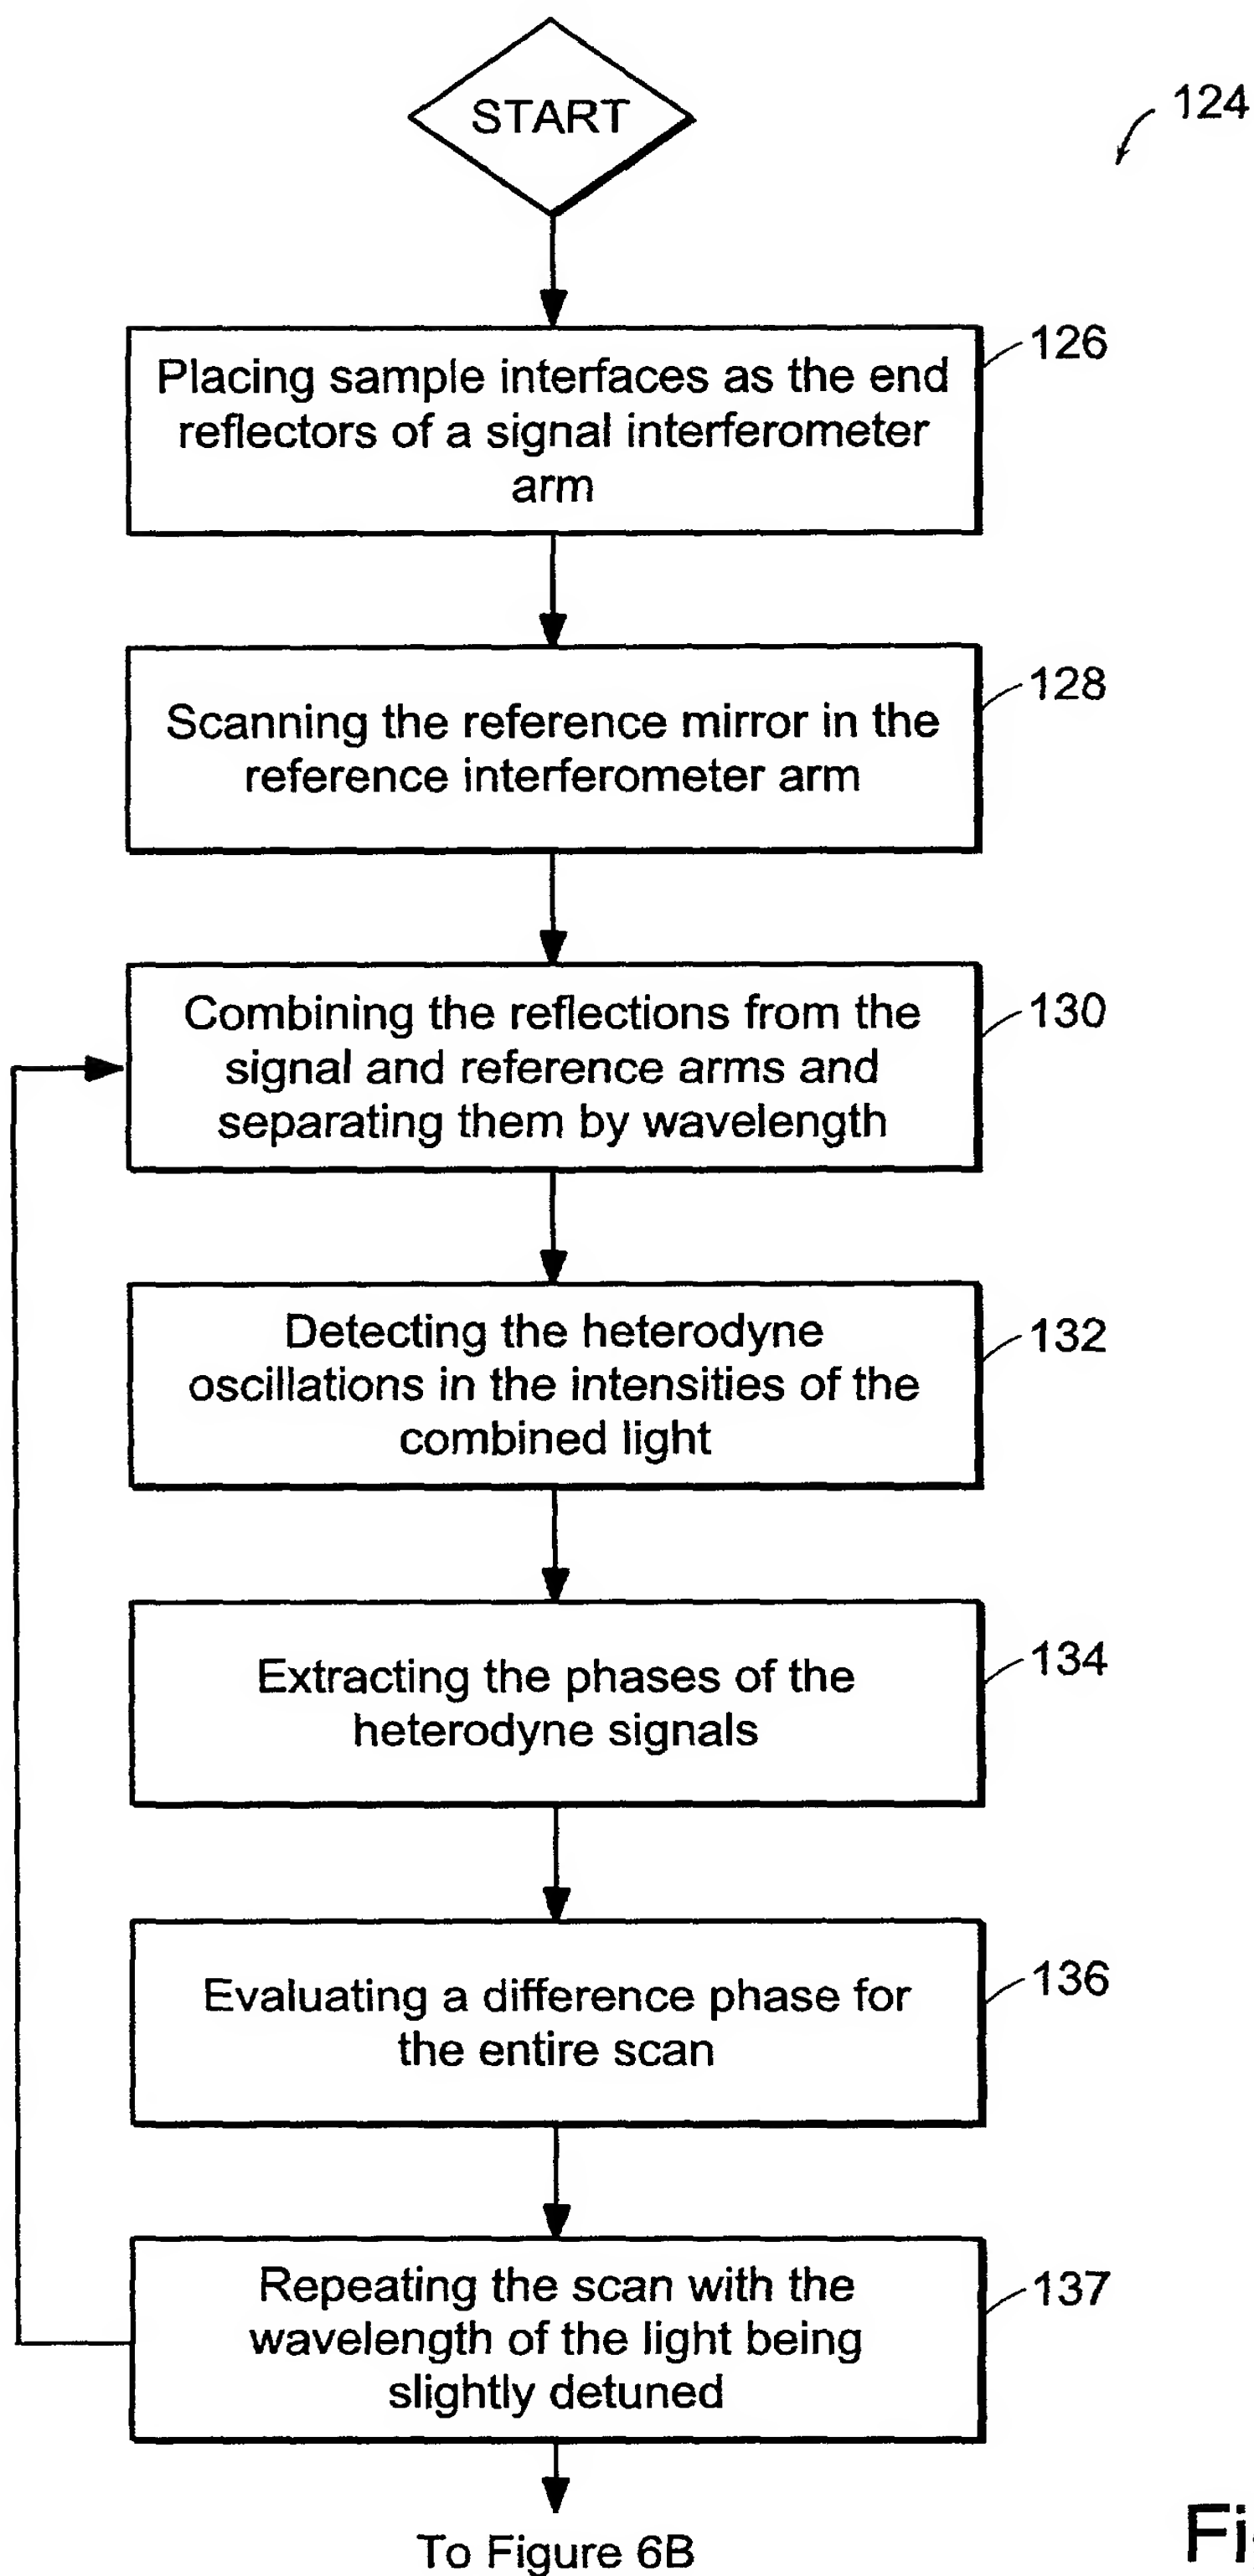 START
124
Placing sample interfaces as the end
reflectors of a signal interferometer
arm
126
Scanning the reference mirror in the
reference interferometer arm
128
Combining the reflections from the
signal and reference arms and
separating them by wavelength
130
Detecting the heterodyne
oscillations in the intensities of the
combined light
132
Extracting the phases of the
heterodyne signals
134
Evaluating a difference phase for
the entire scan
136
Repeating the scan with the
wavelength of the light being
slightly detuned
137
To Figure 6B